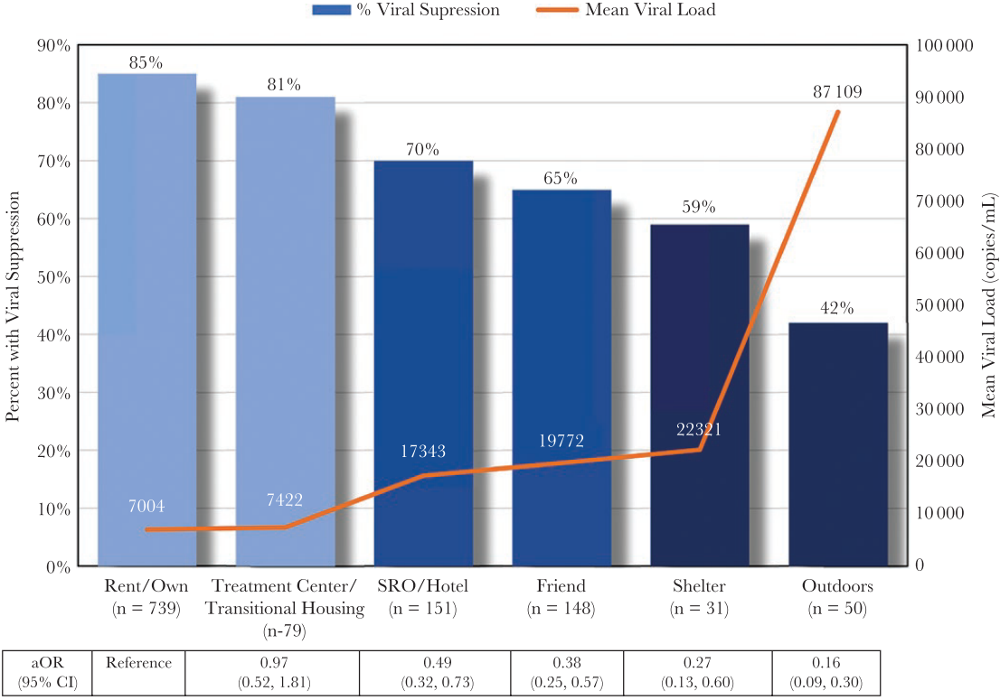 % Viral Supression
Mean Viral Load
90%
80%
70%
60%
50%
40%
30%
20%
10%
0%
Percent with Viral Suppression
100 000
90 000
80 000
70 000
60 000
50 000
40 000
30 000
20 000
10 000
0
Mean Viral Load (copies/mL)
85%
81%
70%
65%
59%
42%
7004
7422
17343
19772
22321
87 109
Rent/Own
(n = 739)
Treatment Center/
Transitional Housing
(n-79)
SRO/Hotel
(n = 151)
Friend
(n = 148)
Shelter
(n = 31)
Outdoors
(n = 50)
aOR
(95% CI)
Reference
0.97
(0.52, 1.81)
0.49
(0.32, 0.73)
0.38
(0.25, 0.57)
0.27
(0.13, 0.60)
0.16
(0.09, 0.30)